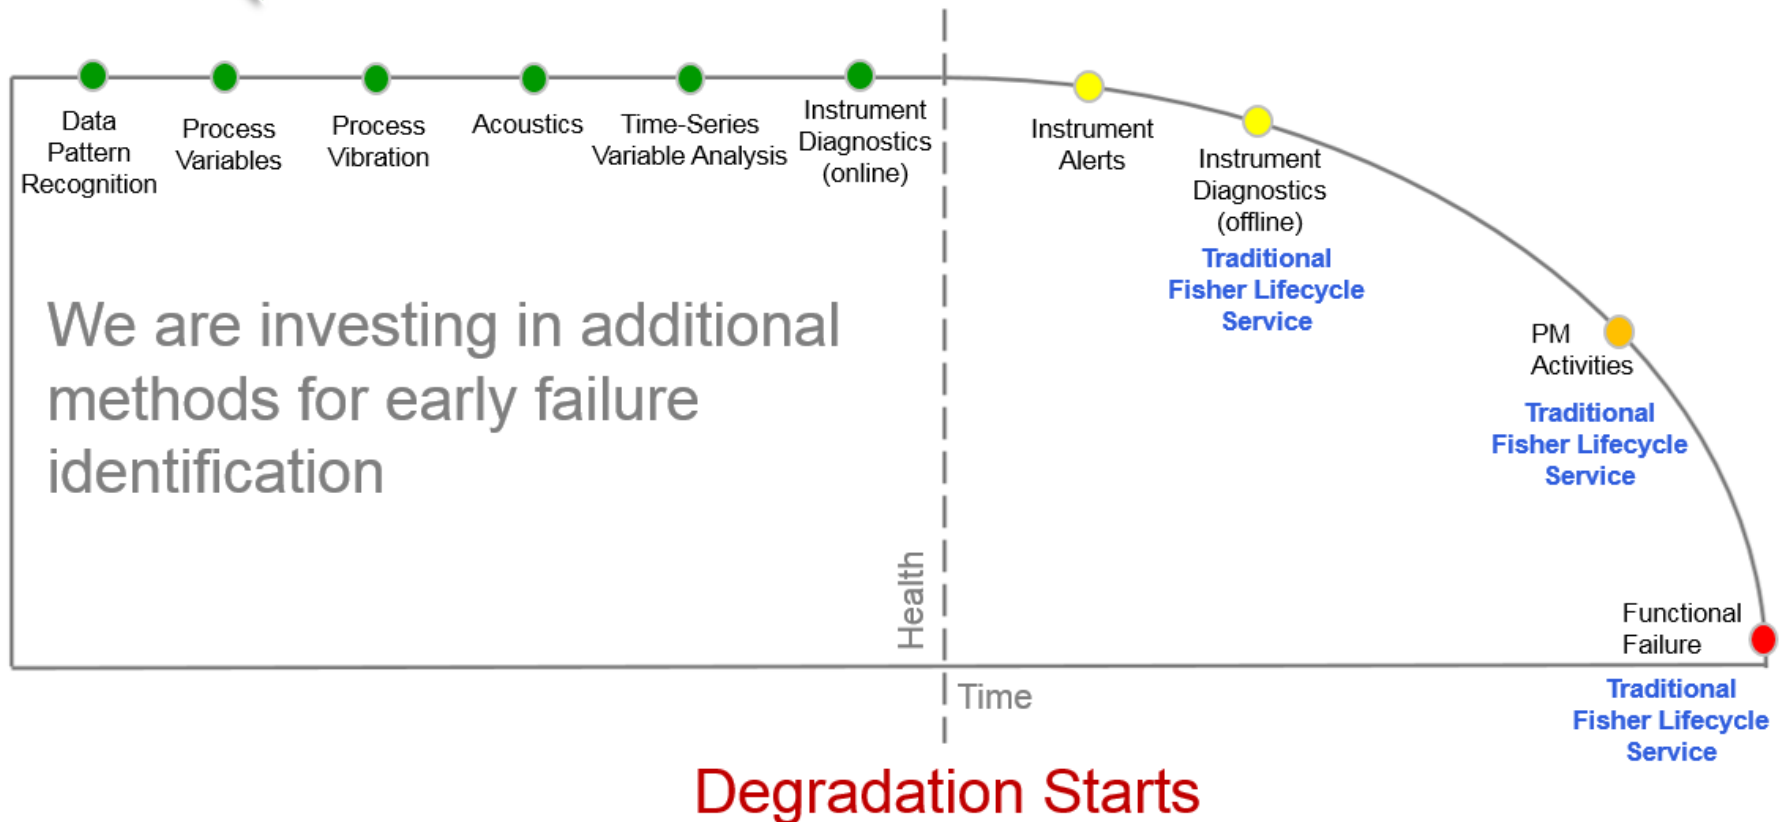 Data
Pattern
Recognition
Process
Variables
Process
Vibration
Acoustics
Time-Series
Variable Analysis
Instrument
Diagnostics
(online)
Instrument
Alerts
Instrument
Diagnostics
(offline)
Traditional
Fisher Lifecycle
Service
We are investing in additional
methods for early failure
identification
PM
Activities
Traditional
Fisher Lifecycle
Service
Health
Functional
Failure
Time
Traditional
Fisher Lifecycle
Service
Degradation Starts